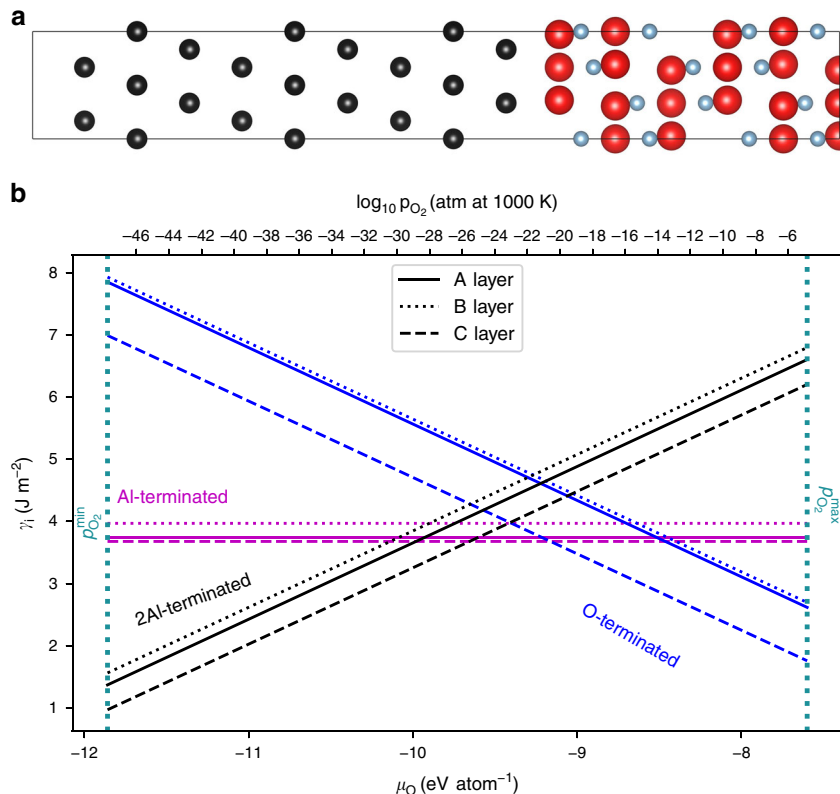 a
b
log₁₀ pO₂ (atm at 1000 K)
−46 −44 −42 −40 −38 −36 −34 −32 −30 −28 −26 −24 −22 −20 −18 −16 −14 −12 −10 −8 −6
A layer
B layer
C layer
8
7
6
5
4
3
2
1
γᵢ (J m⁻²)
Al-terminated
pO₂ᵐⁱⁿ
pO₂ᵐᵃˣ
2Al-terminated
O-terminated
−12 −11 −10 −9 −8
μO (eV atom⁻¹)